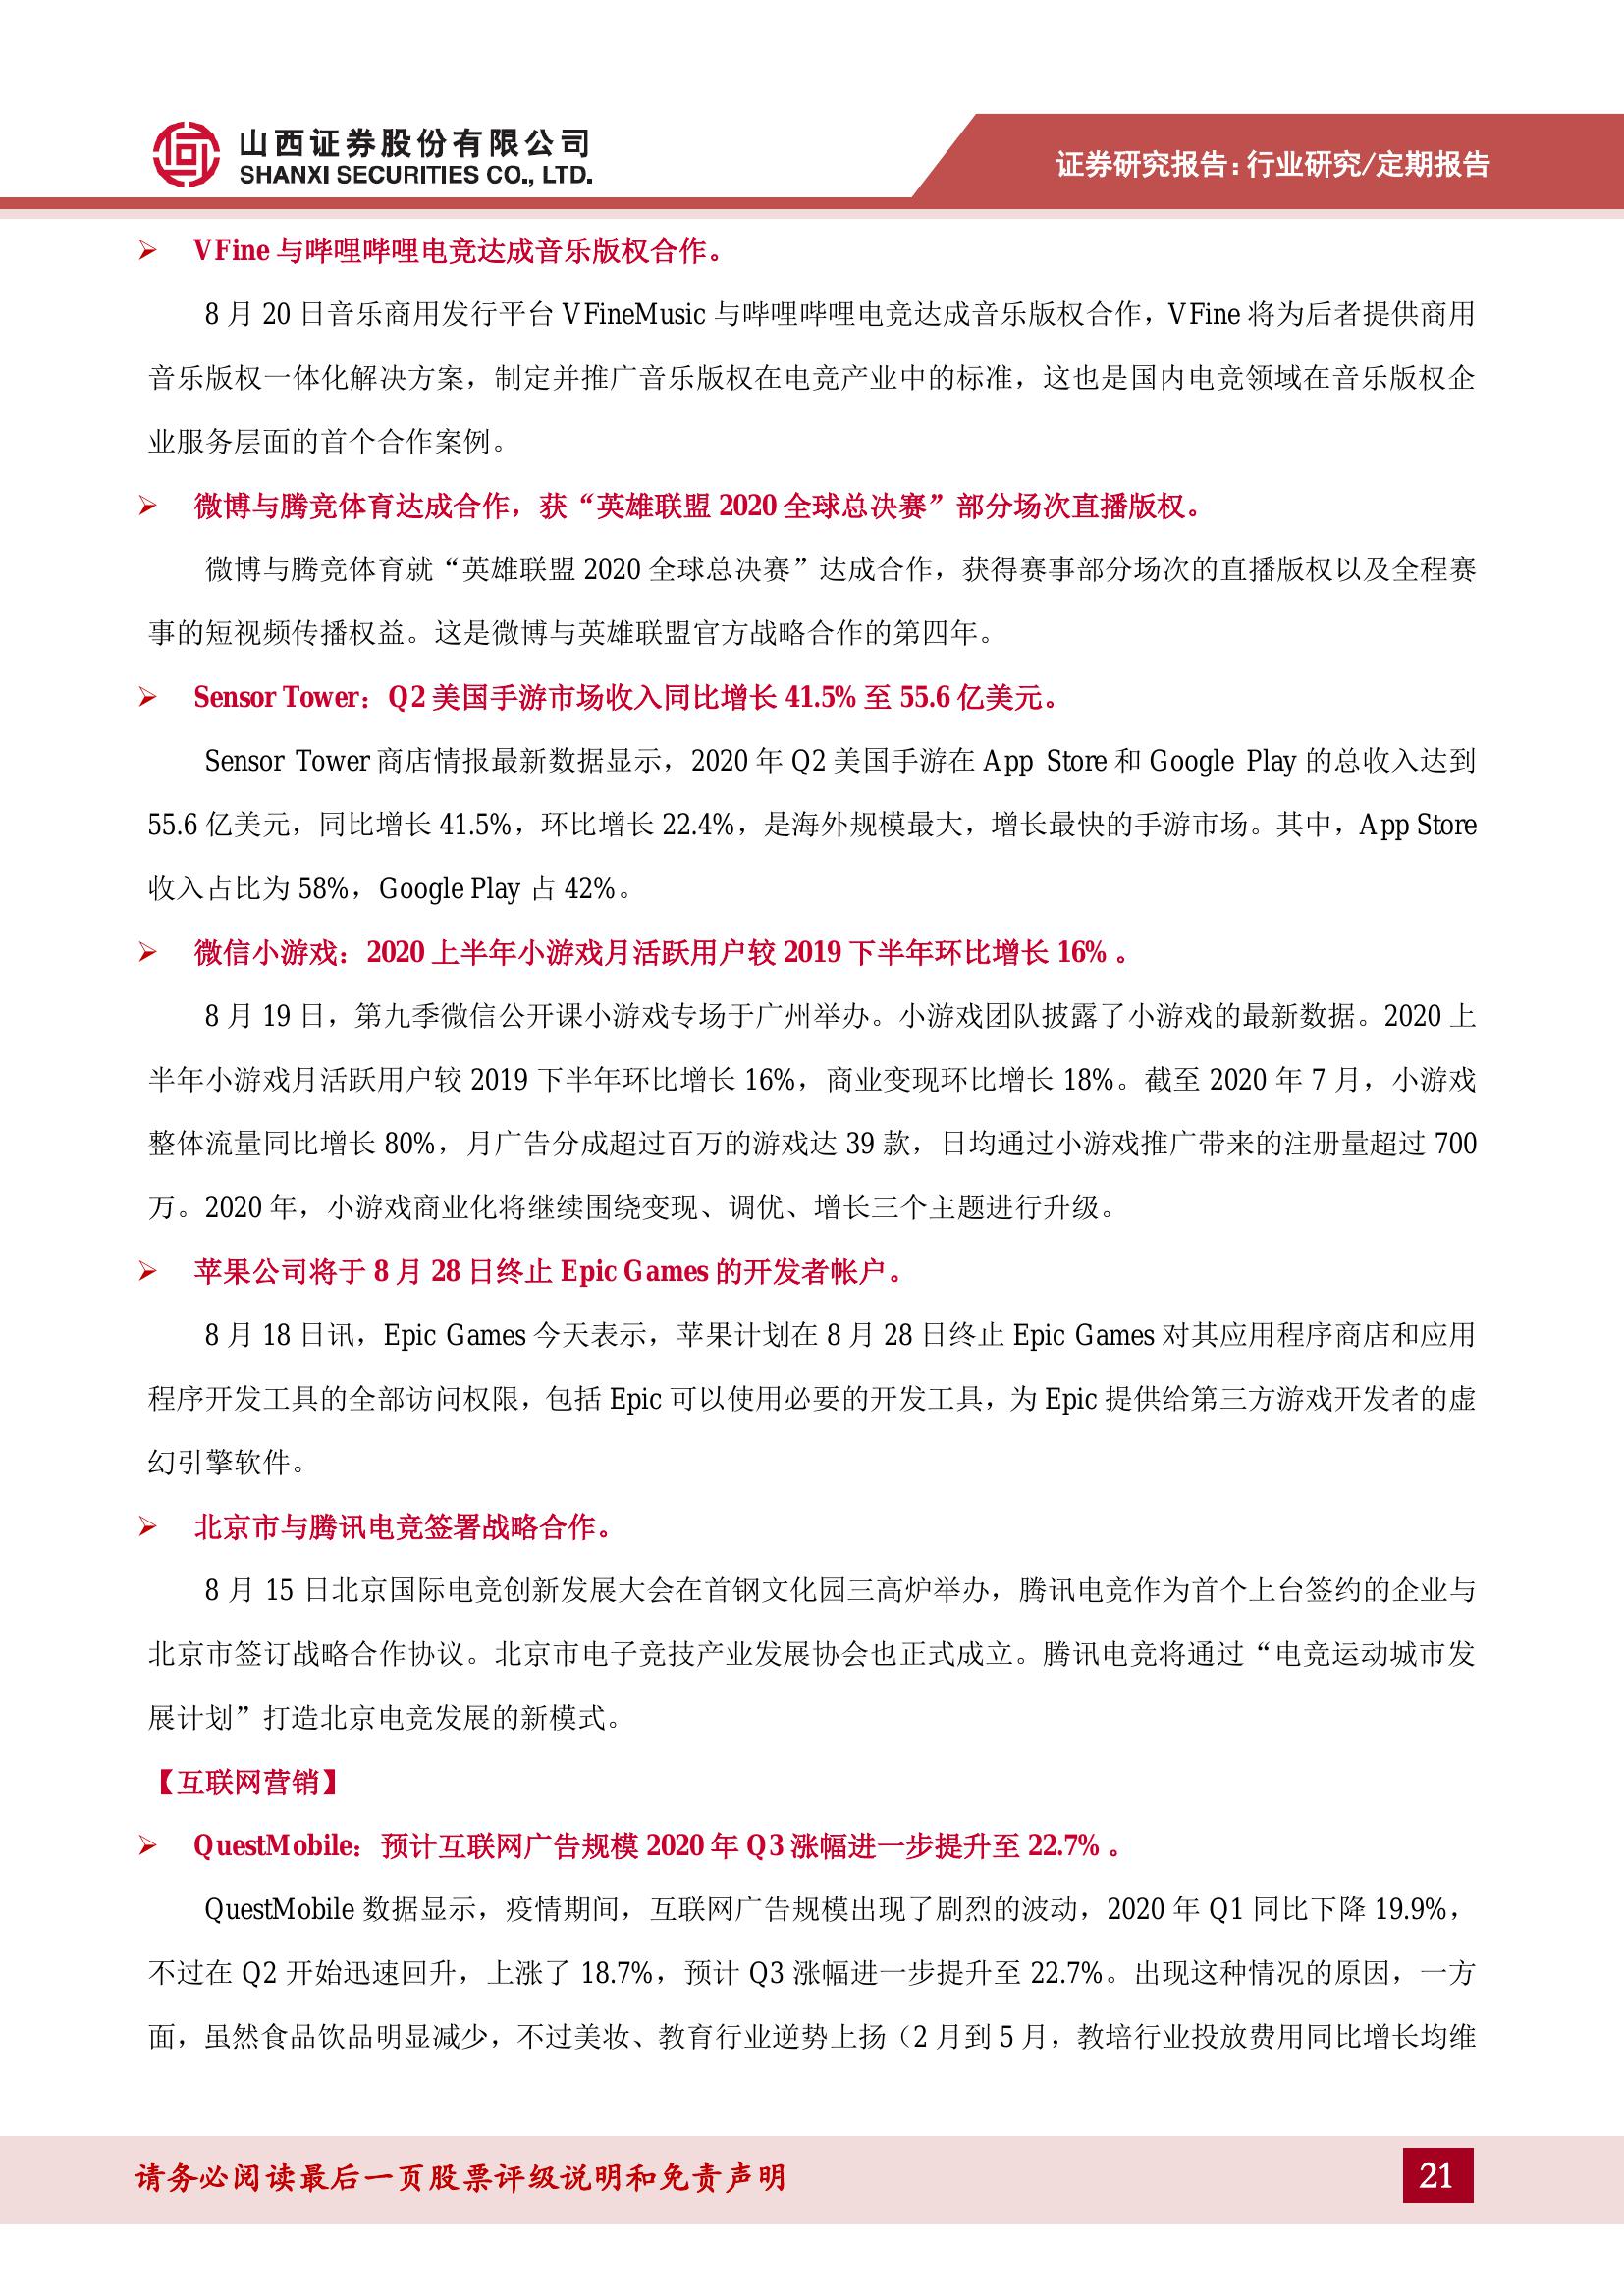 山西证券股份有限公司
SHANXI SECURITIES CO., LTD.
证券研究报告：行业研究/定期报告
➢ VFine 与哔哩哔哩电竞达成音乐版权合作。
8 月 20 日音乐商用发行平台 VFineMusic 与哔哩哔哩电竞达成音乐版权合作，VFine 将为后者提供商用
音乐版权一体化解决方案，制定并推广音乐版权在电竞产业中的标准，这也是国内电竞领域在音乐版权企
业服务层面的首个合作案例。
➢ 微博与腾竞体育达成合作，获“英雄联盟 2020 全球总决赛”部分场次直播版权。
微博与腾竞体育就“英雄联盟 2020 全球总决赛”达成合作，获得赛事部分场次的直播版权以及全程赛
事的短视频传播权益。这是微博与英雄联盟官方战略合作的第四年。
➢ Sensor Tower：Q2 美国手游市场收入同比增长 41.5% 至 55.6 亿美元。
Sensor Tower 商店情报最新数据显示，2020 年 Q2 美国手游在 App Store 和 Google Play 的总收入达到
55.6 亿美元，同比增长 41.5%，环比增长 22.4%，是海外规模最大，增长最快的手游市场。其中，App Store
收入占比为 58%，Google Play 占 42%。
➢ 微信小游戏：2020 上半年小游戏月活跃用户较 2019 下半年环比增长 16% 。
8 月 19 日，第九季微信公开课小游戏专场于广州举办。小游戏团队披露了小游戏的最新数据。2020 上
半年小游戏月活跃用户较 2019 下半年环比增长 16%，商业变现环比增长 18%。截至 2020 年 7 月，小游戏
整体流量同比增长 80%，月广告分成超过百万的游戏达 39 款，日均通过小游戏推广带来的注册量超过 700
万。2020 年，小游戏商业化将继续围绕变现、调优、增长三个主题进行升级。
➢ 苹果公司将于 8 月 28 日终止 Epic Games 的开发者帐户。
8 月 18 日讯，Epic Games 今天表示，苹果计划在 8 月 28 日终止 Epic Games 对其应用程序商店和应用
程序开发工具的全部访问权限，包括 Epic 可以使用必要的开发工具，为 Epic 提供给第三方游戏开发者的虚
幻引擎软件。
➢ 北京市与腾讯电竞签署战略合作。
8 月 15 日北京国际电竞创新发展大会在首钢文化园三高炉举办，腾讯电竞作为首个上台签约的企业与
北京市签订战略合作协议。北京市电子竞技产业发展协会也正式成立。腾讯电竞将通过“电竞运动城市发
展计划”打造北京电竞发展的新模式。
【互联网营销】
➢ QuestMobile：预计互联网广告规模 2020 年 Q3 涨幅进一步提升至 22.7% 。
QuestMobile 数据显示，疫情期间，互联网广告规模出现了剧烈的波动，2020 年 Q1 同比下降 19.9%，
不过在 Q2 开始迅速回升，上涨了 18.7%，预计 Q3 涨幅进一步提升至 22.7%。出现这种情况的原因，一方
面，虽然食品饮品明显减少，不过美妆、教育行业逆势上扬（2 月到 5 月，教培行业投放费用同比增长均维
请务必阅读最后一页股票评级说明和免责声明
21